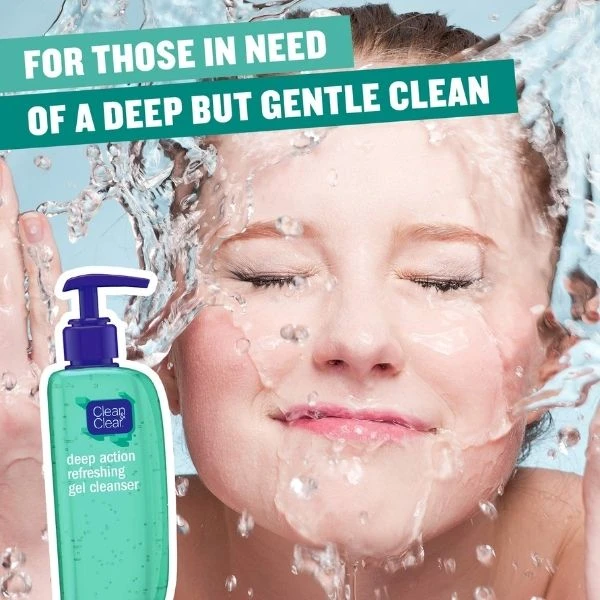 FOR THOSE IN NEED
OF A DEEP BUT GENTLE CLEAN
Clean &
Clear
deep action
refreshing
gel cleanser